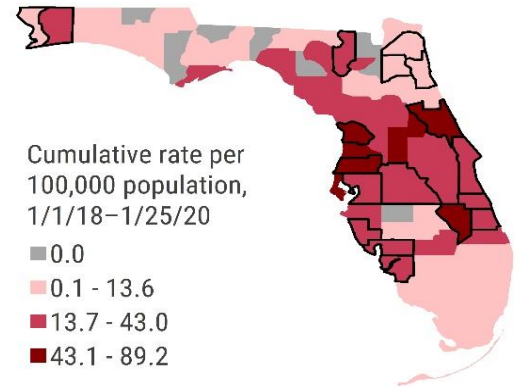 Cumulative rate per
100,000 population,
1/1/18–1/25/20
0.0
0.1 - 13.6
13.7 - 43.0
43.1 - 89.2